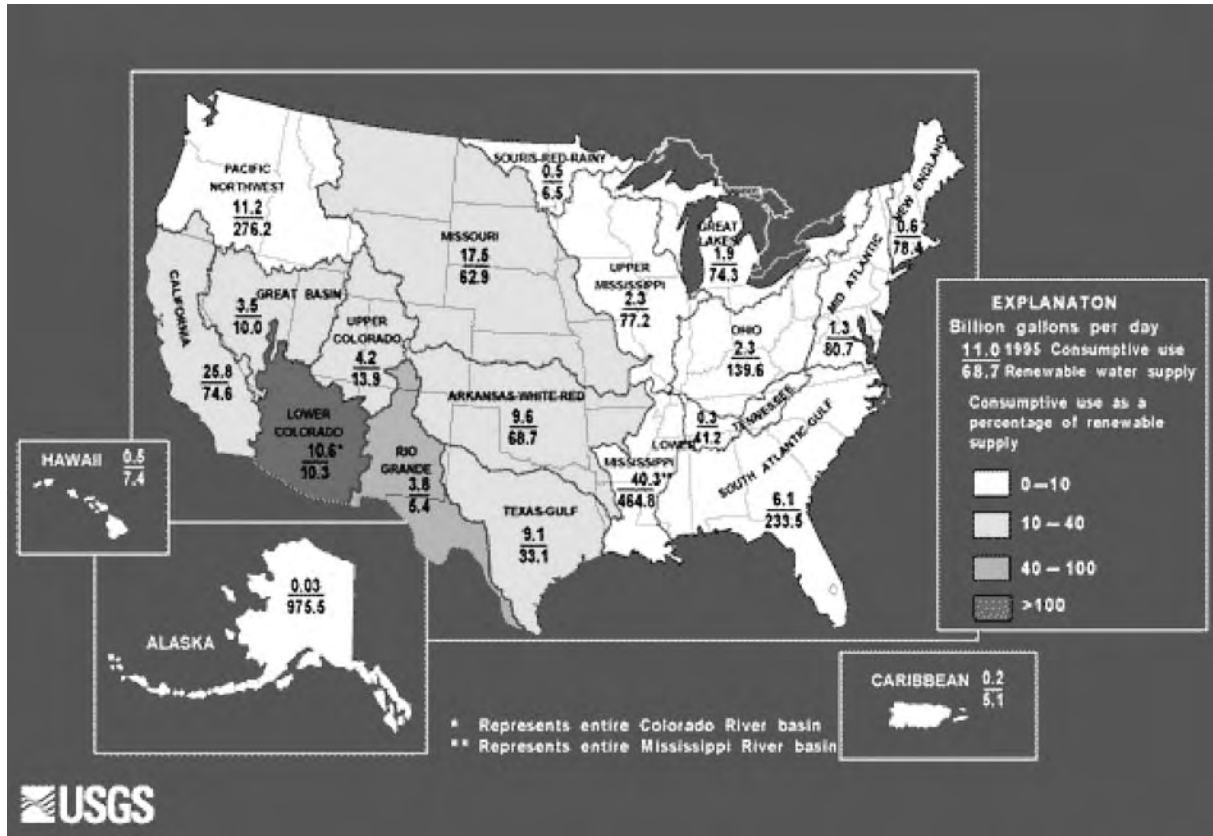 SOURIS-RED-RAINY
0.5
6.5
PACIFIC
NORTHWEST
11.2
276.2
NEW ENGLAND
0.6
78.4
GREAT
LAKES
1.9
74.3
MISSOURI
17.5
62.9
UPPER
MISSISSIPPI
2.3
77.2
MID ATLANTIC
1.3
80.7
CALIFORNIA
25.8
74.6
GREAT BASIN
3.5
10.0
UPPER
COLORADO
4.2
13.9
OHIO
2.3
139.6
ARKANSAS-WHITE-RED
9.6
68.7
TENNESSEE
0.3
41.2
LOWER
COLORADO
10.6*
10.3
RIO
GRANDE
3.8
5.4
LOWER
MISSISSIPPI
40.3**
464.8
SOUTH ATLANTIC-GULF
6.1
233.5
TEXAS-GULF
9.1
33.1
HAWAII 0.5
7.4
ALASKA
0.03
975.5
CARIBBEAN 0.2
5.1
EXPLANATON
Billion gallons per day
11.0 1995 Consumptive use
68.7 Renewable water supply
Consumptive use as a
percentage of renewable
supply
0–10
10–40
40–100
>100
* Represents entire Colorado River basin
** Represents entire Mississippi River basin
USGS